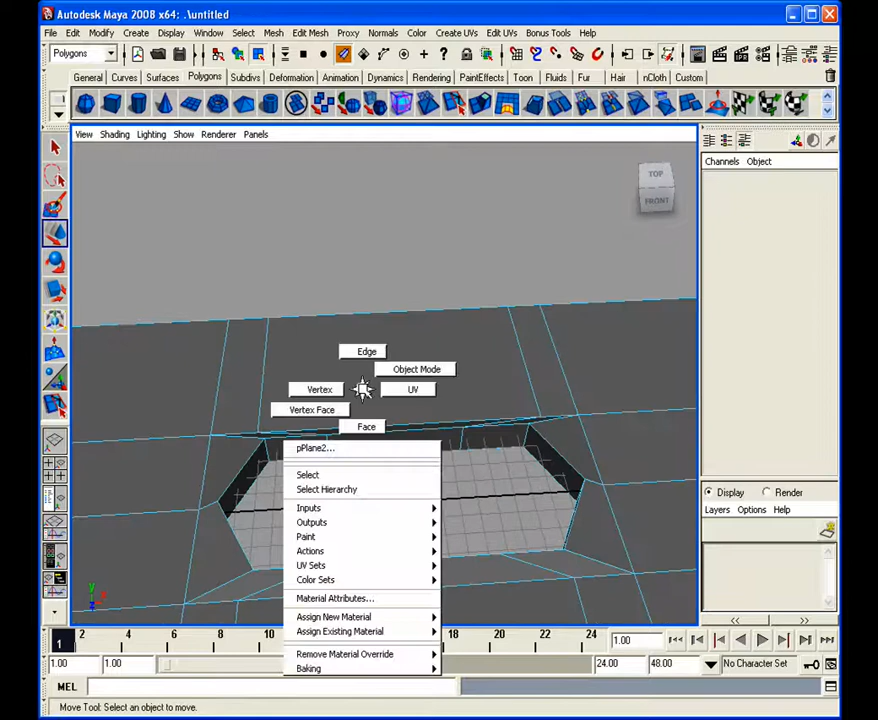 Autodesk Maya 2008 x64: .\untitled
File Edit Modify Create Display Window Select Mesh Edit Mesh Proxy Normals Color Create UVs Edit UVs Bonus Tools Help
Polygons
General Curves Surfaces Polygons Subdivs Deformation Animation Dynamics Rendering PaintEffects Toon Fluids Fur Hair nCloth Custom
View Shading Lighting Show Renderer Panels
Channels Object
TOP
FRONT
Edge
Object Mode
Vertex
UV
Vertex Face
Face
pPlane2...
Select
Select Hierarchy
Inputs
Outputs
Paint
Actions
UV Sets
Color Sets
Material Attributes...
Assign New Material
Assign Existing Material
Remove Material Override
Baking
Display Render
Layers Options Help
<< >>
y
z
x
1 2 4 6 8 10 18 20 22 24 1.00
1.00 1.00 24.00 48.00 No Character Set
MEL
Move Tool: Select an object to move.